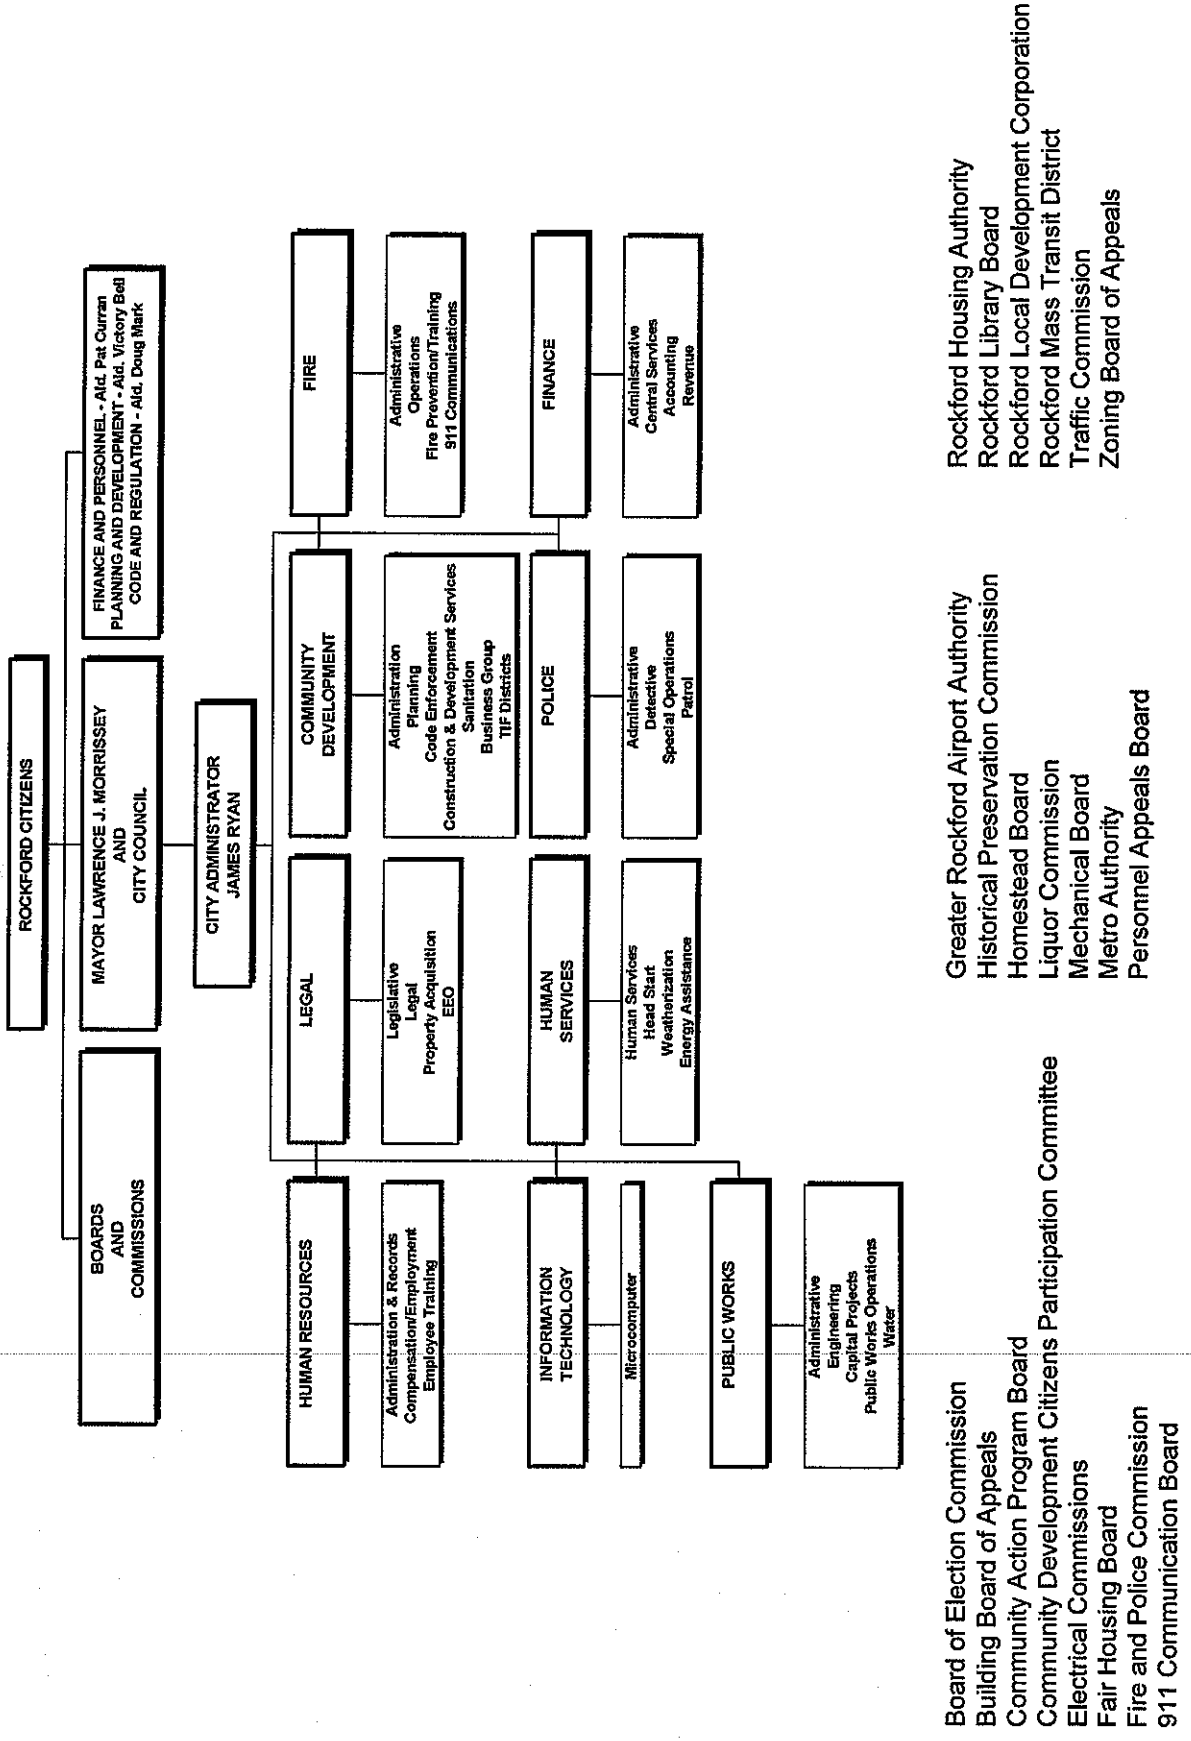 ROCKFORD CITIZENS
BOARDS
AND
COMMISSIONS
MAYOR LAWRENCE J. MORRISSEY
AND
CITY COUNCIL
FINANCE AND PERSONNEL - Ald. Pat Curran
PLANNING AND DEVELOPMENT - Ald. Victory Bell
CODE AND REGULATION - Ald. Doug Mark
CITY ADMINISTRATOR
JAMES RYAN
HUMAN RESOURCES
Administration & Records
Compensation/Employment
Employee Training
LEGAL
Legislative
Legal
Property Acquisition
EEO
COMMUNITY
DEVELOPMENT
Administration
Planning
Code Enforcement
Construction & Development Services
Sanitation
Business Group
TIF Districts
FIRE
Administrative
Operations
Fire Prevention/Training
911 Communications
INFORMATION
TECHNOLOGY
Microcomputer
HUMAN
SERVICES
Human Services
Head Start
Weatherization
Energy Assistance
POLICE
Administrative
Detective
Special Operations
Patrol
FINANCE
Administrative
Central Services
Accounting
Revenue
PUBLIC WORKS
Administrative
Engineering
Capital Projects
Public Works Operations
Water
Board of Election Commission
Building Board of Appeals
Community Action Program Board
Community Development Citizens Participation Committee
Electrical Commissions
Fair Housing Board
Fire and Police Commission
911 Communication Board
Greater Rockford Airport Authority
Historical Preservation Commission
Homestead Board
Liquor Commission
Mechanical Board
Metro Authority
Personnel Appeals Board
Rockford Housing Authority
Rockford Library Board
Rockford Local Development Corporation
Rockford Mass Transit District
Traffic Commission
Zoning Board of Appeals